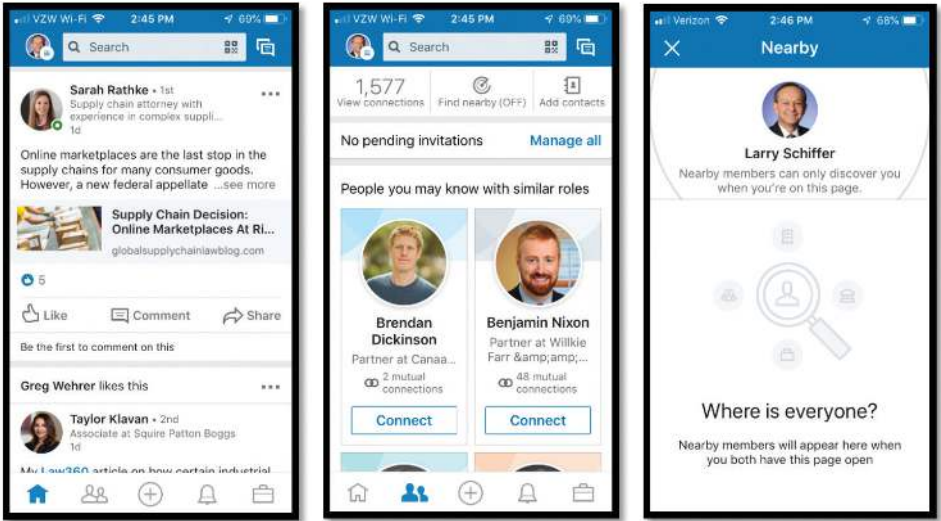 VZW Wi-Fi 2:45 PM 69%
Search
Sarah Rathke • 1st
Supply chain attorney with
experience in complex suppli...
1d
Online marketplaces are the last stop in the
supply chains for many consumer goods.
However, a new federal appellate ...see more
Supply Chain Decision:
Online Marketplaces At Ri...
globalsupplychainlawblog.com
5
Like Comment Share
Be the first to comment on this
Greg Wehrer likes this
Taylor Klavan • 2nd
Associate at Squire Patton Boggs
1d
My Law360 article on how certain industrial
VZW Wi-Fi 2:45 PM 69%
Search
1,577
View connections Find nearby (OFF) Add contacts
No pending invitations Manage all
People you may know with similar roles
Brendan
Dickinson
Partner at Canaa...
2 mutual
connections
Connect
Benjamin Nixon
Partner at Willkie
Farr &amp;amp;...
48 mutual
connections
Connect
Verizon 2:46 PM 68%
Nearby
Larry Schiffer
Nearby members can only discover you
when you're on this page.
Where is everyone?
Nearby members will appear here when
you both have this page open